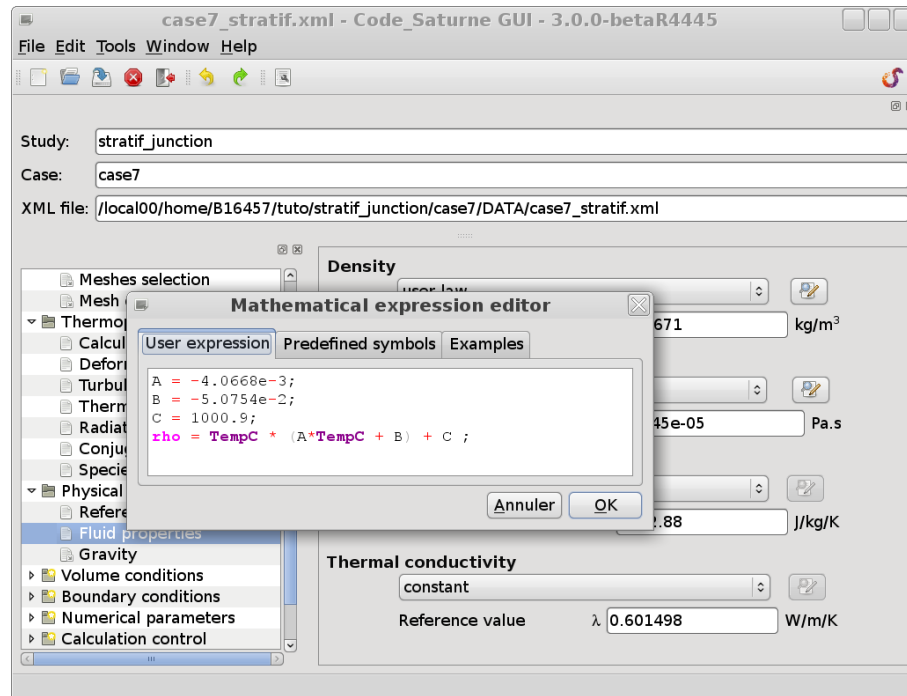 case7_stratif.xml - Code_Saturne GUI - 3.0.0-betaR4445
File Edit Tools Window Help
Study: stratif_junction
Case: case7
XML file: /local00/home/B16457/tuto/stratif_junction/case7/DATA/case7_stratif.xml
Meshes selection
Mesh
Thermop
Calcul
Deforn
Turbul
Therm
Radiat
Conju
Specie
Physical
Refere
Fluid properties
Gravity
Volume conditions
Boundary conditions
Numerical parameters
Calculation control
Density
user law
671 kg/m³
45e-05 Pa.s
2.88 J/kg/K
Thermal conductivity
constant
Reference value λ 0.601498 W/m/K
Mathematical expression editor
User expression Predefined symbols Examples
A = -4.0668e-3;
B = -5.0754e-2;
C = 1000.9;
rho = TempC * (A*TempC + B) + C ;
Annuler OK